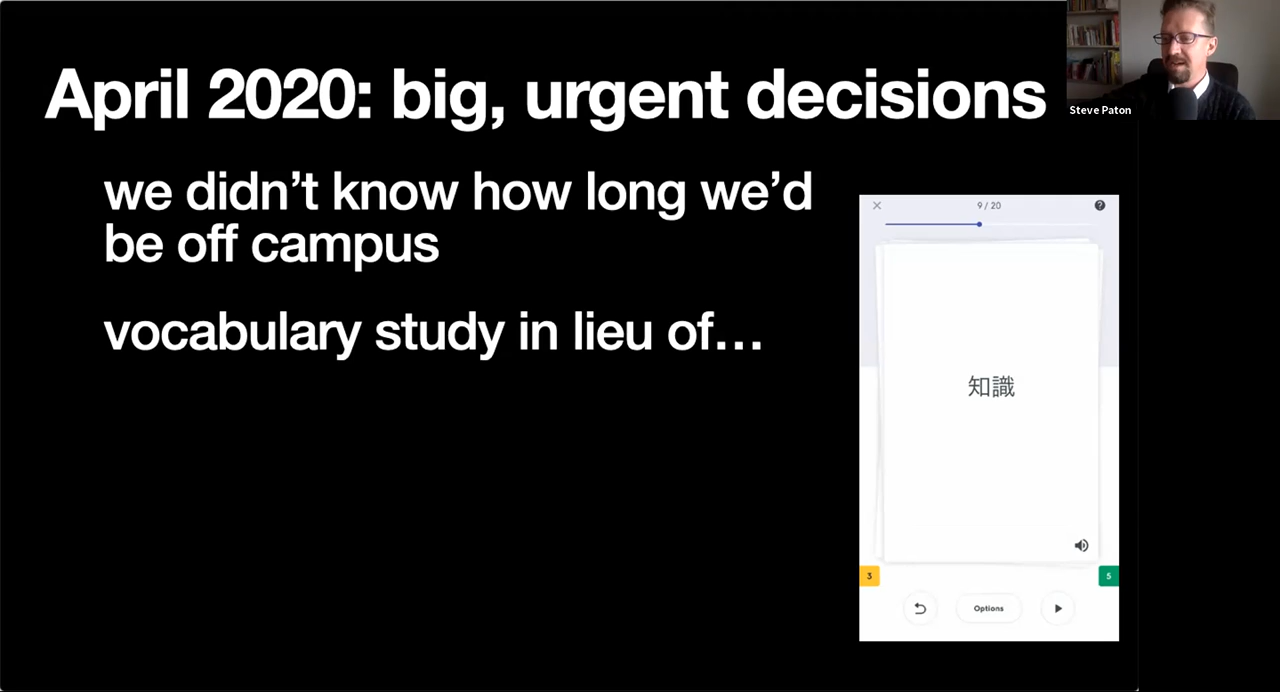 April 2020: big, urgent decisions
Steve Paton
we didn’t know how long we’d
be off campus
vocabulary study in lieu of…
9 / 20
?
知識
3
5
Options